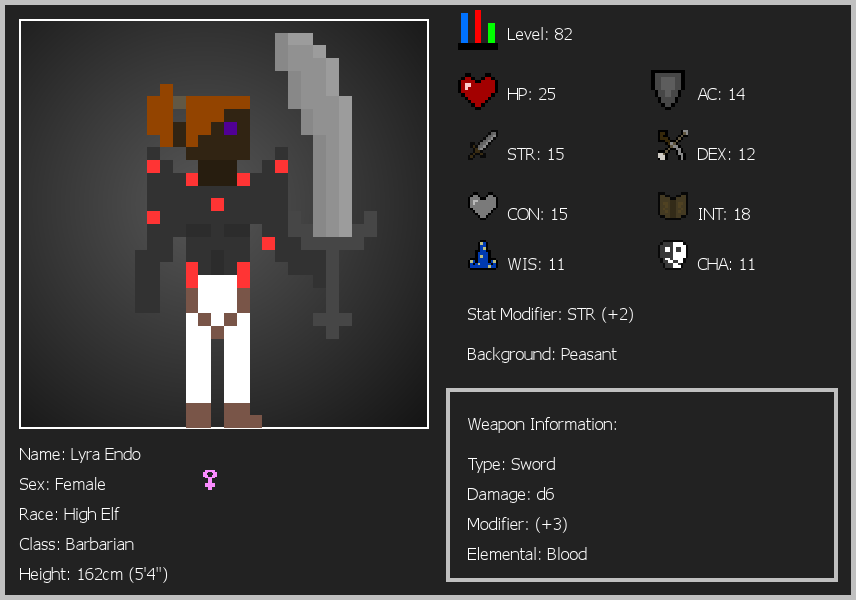 Level: 82
HP: 25
AC: 14
STR: 15
DEX: 12
CON: 15
INT: 18
WIS: 11
CHA: 11
Stat Modifier: STR (+2)
Background: Peasant
Weapon Information:
Type: Sword
Damage: d6
Modifier: (+3)
Elemental: Blood
Name: Lyra Endo
Sex: Female
Race: High Elf
Class: Barbarian
Height: 162cm (5'4")